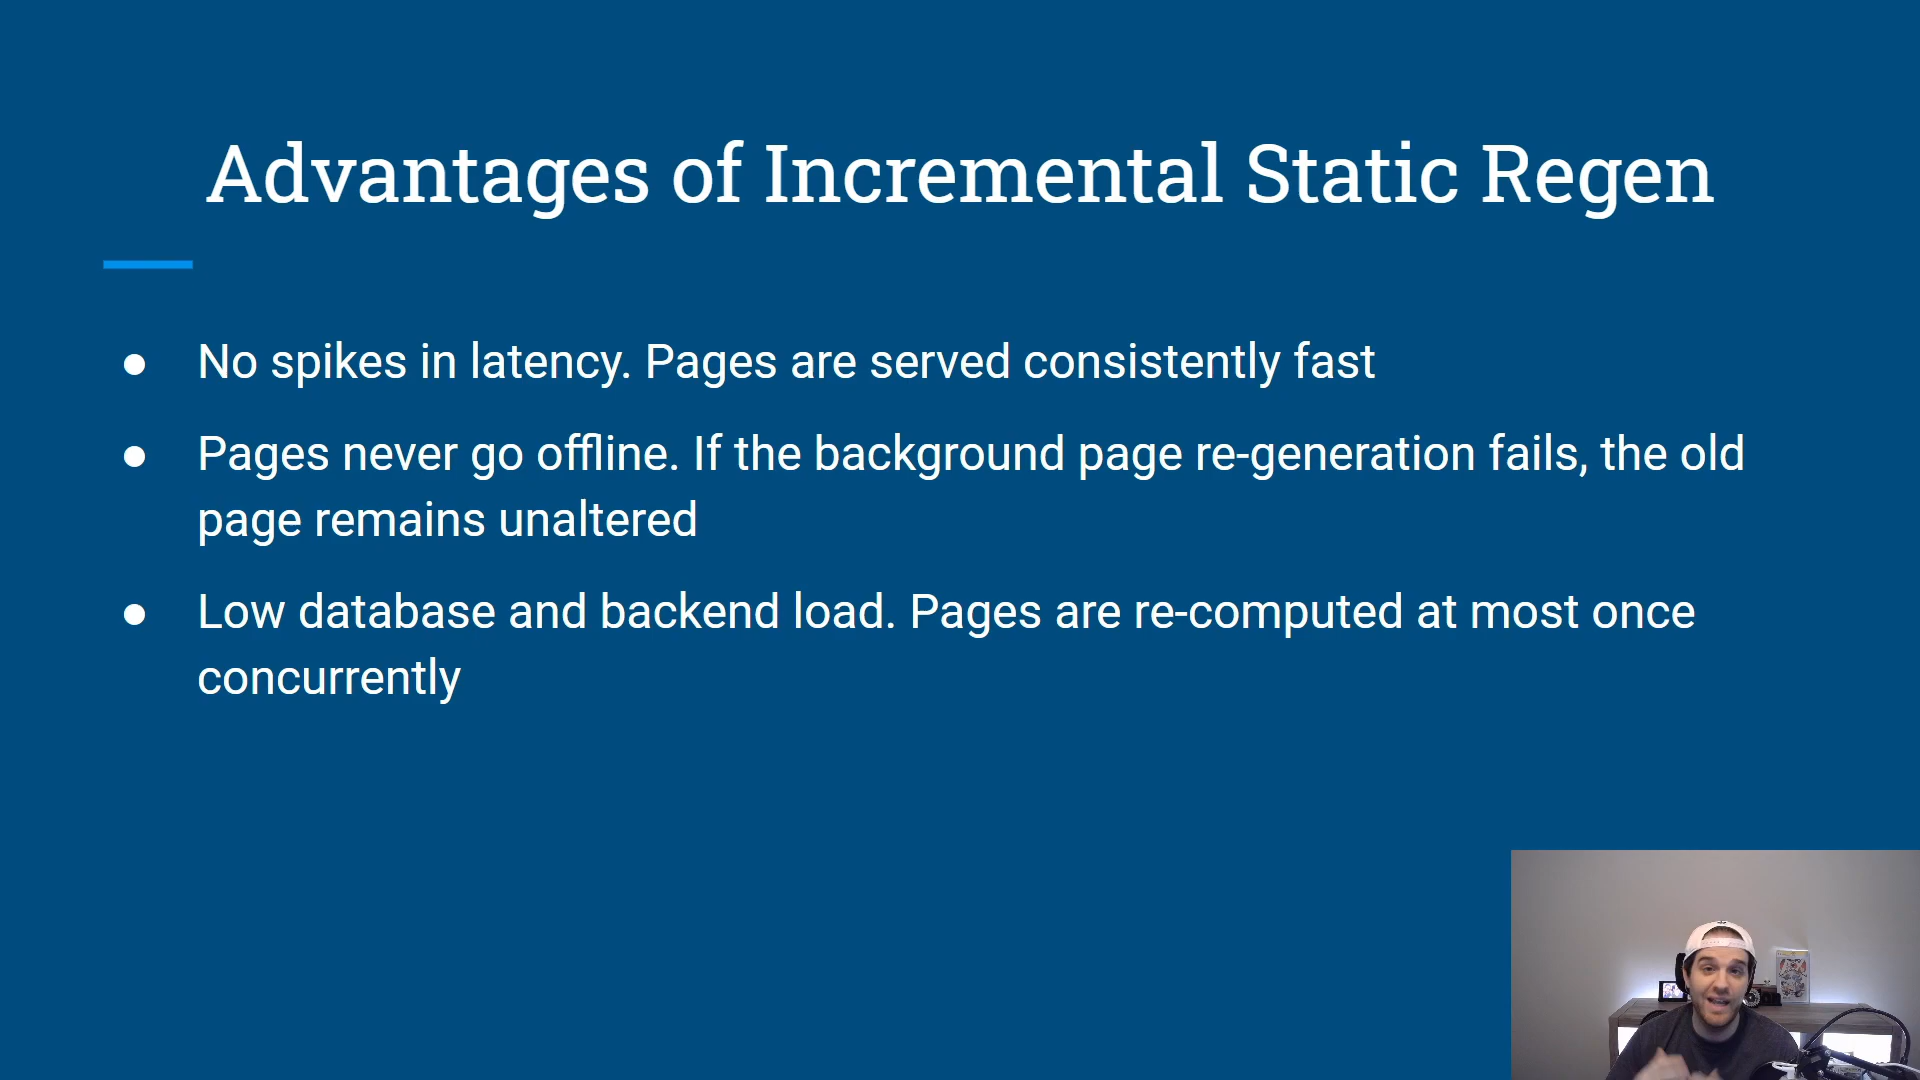 Advantages of Incremental Static Regen
● No spikes in latency. Pages are served consistently fast
● Pages never go offline. If the background page re-generation fails, the old
page remains unaltered
● Low database and backend load. Pages are re-computed at most once
concurrently